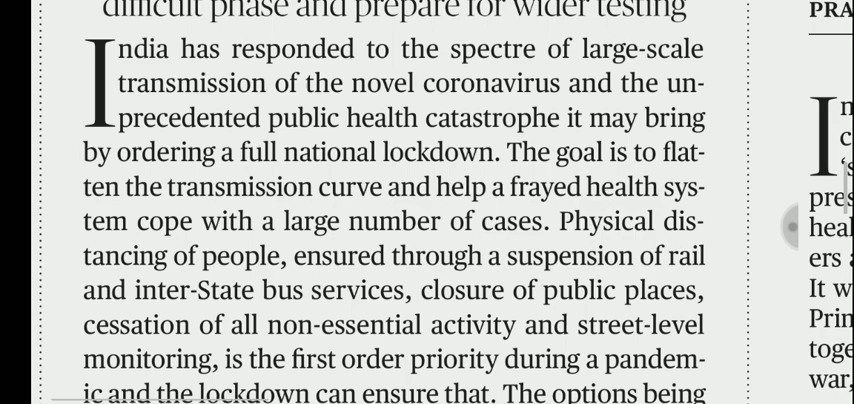 difficult phase and prepare for wider testing
India has responded to the spectre of large-scale
transmission of the novel coronavirus and the un-
precedented public health catastrophe it may bring
by ordering a full national lockdown. The goal is to flat-
ten the transmission curve and help a frayed health sys-
tem cope with a large number of cases. Physical dis-
tancing of people, ensured through a suspension of rail
and inter-State bus services, closure of public places,
cessation of all non-essential activity and street-level
monitoring, is the first order priority during a pandem-
ic and the lockdown can ensure that. The options being
PRA
I
pres
heal
ers
It w
Prin
toge
war,